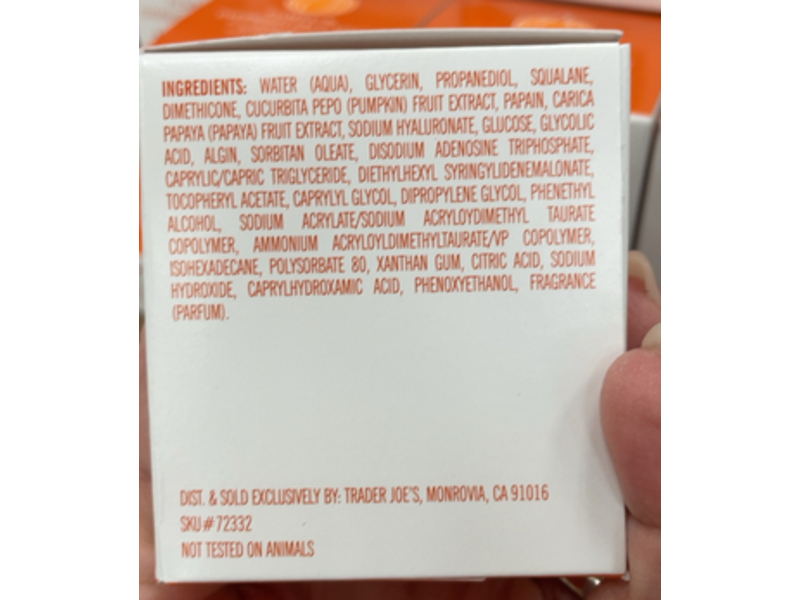 INGREDIENTS: WATER (AQUA), GLYCERIN, PROPANEDIOL, SQUALANE,
DIMETHICONE, CUCURBITA PEPO (PUMPKIN) FRUIT EXTRACT, PAPAIN, CARICA
PAPAYA (PAPAYA) FRUIT EXTRACT, SODIUM HYALURONATE, GLUCOSE, GLYCOLIC
ACID, ALGIN, SORBITAN OLEATE, DISODIUM ADENOSINE TRIPHOSPHATE,
CAPRYLIC/CAPRIC TRIGLYCERIDE, DIETHYLHEXYL SYRINGYLIDENEMALONATE,
TOCOPHERYL ACETATE, CAPRYLYL GLYCOL, DIPROPYLENE GLYCOL, PHENETHYL
ALCOHOL, SODIUM ACRYLATE/SODIUM ACRYLOYDIMETHYL TAURATE
COPOLYMER, AMMONIUM ACRYLOYLDIMETHYLTAURATE/VP COPOLYMER,
ISOHEXADECANE, POLYSORBATE 80, XANTHAN GUM, CITRIC ACID, SODIUM
HYDROXIDE, CAPRYLHYDROXAMIC ACID, PHENOXYETHANOL, FRAGRANCE
(PARFUM).
DIST. & SOLD EXCLUSIVELY BY: TRADER JOE'S, MONROVIA, CA 91016
SKU# 72332
NOT TESTED ON ANIMALS